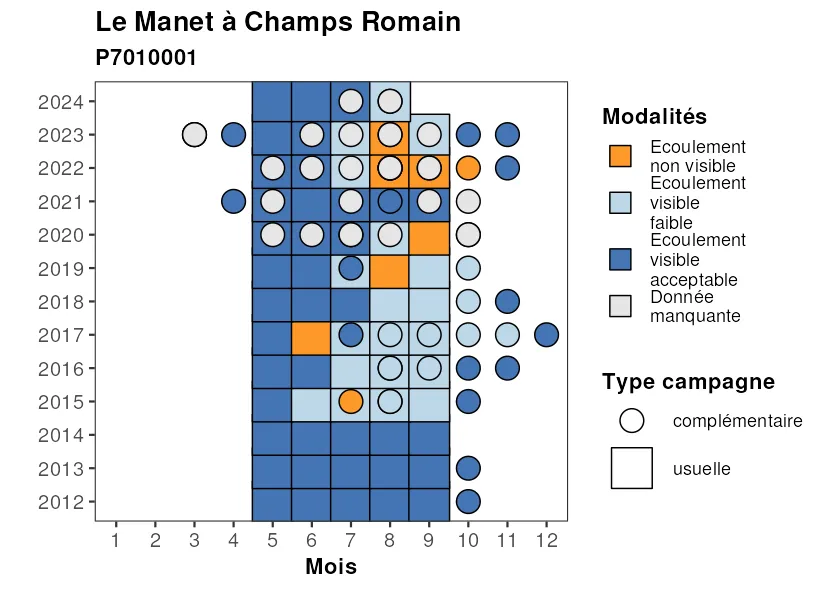 Le Manet à Champs Romain
P7010001
2024
2023
2022
2021
2020
2019
2018
2017
2016
2015
2014
2013
2012
1 2 3 4 5 6 7 8 9 10 11 12
Mois
Modalités
Ecoulement
non visible
Ecoulement
visible
faible
Ecoulement
visible
acceptable
Donnée
manquante
Type campagne
complémentaire
usuelle